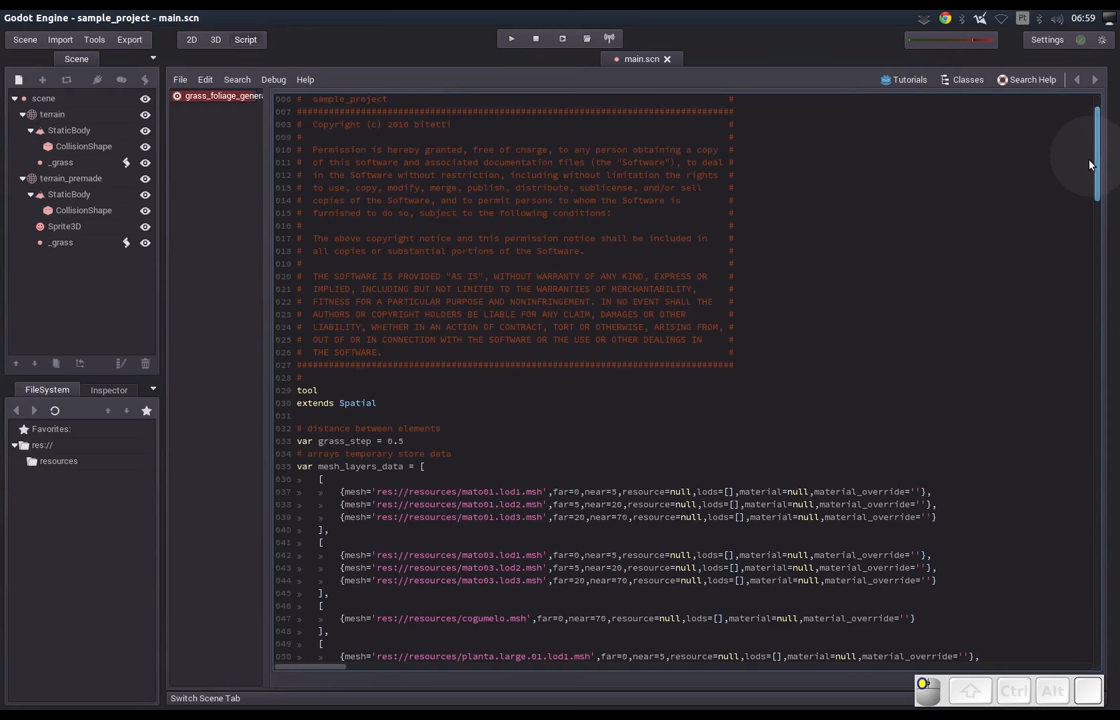 Godot Engine - sample_project - main.scn
Pt
06:59
Scene Import Tools Export
2D 3D Script
Settings
Scene
main.scn
File Edit Search Debug Help
Tutorials Classes Search Help
scene
terrain
StaticBody
CollisionShape
_grass
terrain_premade
StaticBody
CollisionShape
Sprite3D
_grass
FileSystem Inspector
Favorites:
res://
resources
grass_foliage_genera
006 # sample_project #
007 ##################################################################################
008 # Copyright (c) 2016 bitetti #
009 # #
010 # Permission is hereby granted, free of charge, to any person obtaining a copy #
011 # of this software and associated documentation files (the "Software"), to deal #
012 # in the Software without restriction, including without limitation the rights #
013 # to use, copy, modify, merge, publish, distribute, sublicense, and/or sell #
014 # copies of the Software, and to permit persons to whom the Software is #
015 # furnished to do so, subject to the following conditions: #
016 # #
017 # The above copyright notice and this permission notice shall be included in #
018 # all copies or substantial portions of the Software. #
019 # #
020 # THE SOFTWARE IS PROVIDED "AS IS", WITHOUT WARRANTY OF ANY KIND, EXPRESS OR #
021 # IMPLIED, INCLUDING BUT NOT LIMITED TO THE WARRANTIES OF MERCHANTABILITY, #
022 # FITNESS FOR A PARTICULAR PURPOSE AND NONINFRINGEMENT. IN NO EVENT SHALL THE #
023 # AUTHORS OR COPYRIGHT HOLDERS BE LIABLE FOR ANY CLAIM, DAMAGES OR OTHER #
024 # LIABILITY, WHETHER IN AN ACTION OF CONTRACT, TORT OR OTHERWISE, ARISING FROM, #
025 # OUT OF OR IN CONNECTION WITH THE SOFTWARE OR THE USE OR OTHER DEALINGS IN #
026 # THE SOFTWARE. #
027 ##################################################################################
028 #
029 tool
030 extends Spatial
031
032 # distance between elements
033 var grass_step = 0.5
034 # arrays temporary store data
035 var mesh_layers_data = [
036 » [
037 » » {mesh='res://resources/mato01.lod1.msh',far=0,near=5,resource=null,lods=[],material=null,material_override=''},
038 » » {mesh='res://resources/mato01.lod2.msh',far=5,near=20,resource=null,lods=[],material=null,material_override=''},
039 » » {mesh='res://resources/mato01.lod3.msh',far=20,near=70,resource=null,lods=[],material=null,material_override=''}
040 » ],
041 » [
042 » » {mesh='res://resources/mato03.lod1.msh',far=0,near=5,resource=null,lods=[],material=null,material_override=''},
043 » » {mesh='res://resources/mato03.lod2.msh',far=5,near=20,resource=null,lods=[],material=null,material_override=''},
044 » » {mesh='res://resources/mato03.lod3.msh',far=20,near=70,resource=null,lods=[],material=null,material_override=''}
045 » ],
046 » [
047 » » {mesh='res://resources/cogumelo.msh',far=0,near=70,resource=null,lods=[],material=null,material_override=''}
048 » ],
049 » [
050 » » {mesh='res://resources/planta.large.01.lod1.msh',far=0,near=5,resource=null,lods=[],material=null,material_override=''},
Switch Scene Tab
Ctrl Alt